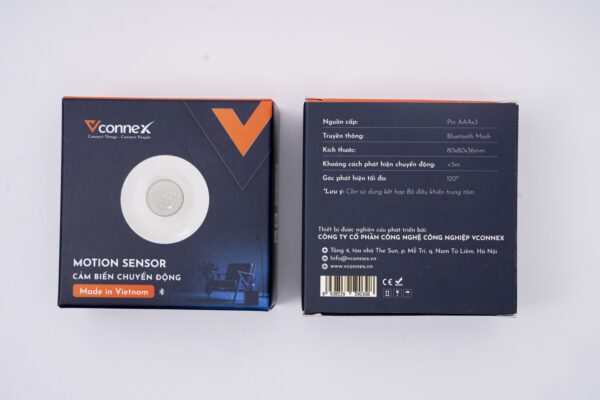 Vconnex
Connect Things - Connect People
MOTION SENSOR
CẢM BIẾN CHUYỂN ĐỘNG
Made in Vietnam
Nguồn cấp: Pin AAAx3
Truyền thông: Bluetooth Mesh
Kích thước: 80x80x36mm
Khoảng cách phát hiện chuyển động: <5m
Góc phát hiện tối đa: 120°
*Lưu ý: Cần sử dụng kết hợp Bộ điều khiển trung tâm
Thiết bị được nghiên cứu phát triển bởi:
CÔNG TY CỔ PHẦN CÔNG NGHỆ CÔNG NGHIỆP VCONNEX
Tầng 4, tòa nhà The Sun, p. Mễ Trì, q. Nam Từ Liêm, Hà Nội
Info@vconnex.vn
www.vconnex.vn
CE